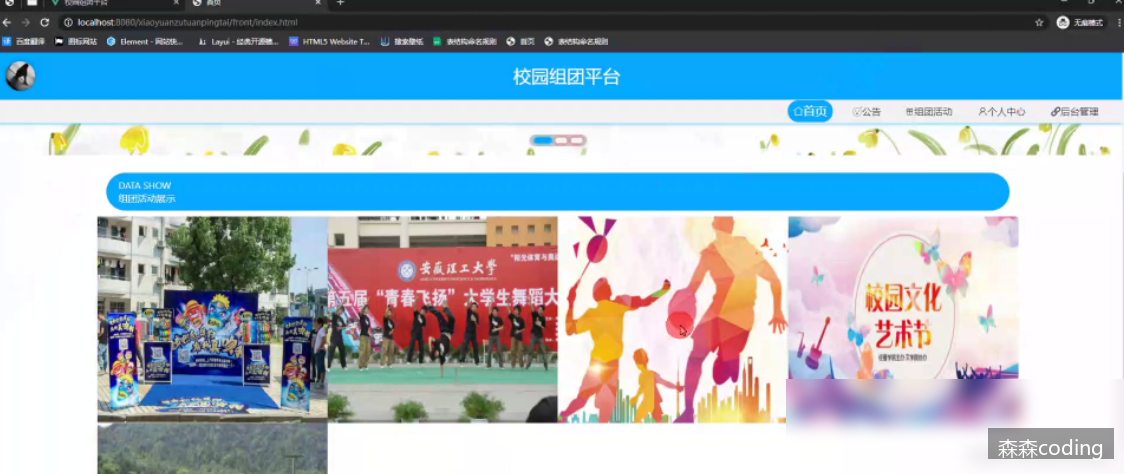 校园组团平台
首页
localhost:8080/xiaoyuanzutuanpingtai/front/index.html
无痕模式
百度翻译
图标网站
Element - 网站快...
Layui - 经典开源模...
HTML5 Website T...
搜索壁纸
表结构命名规则
首页
表结构命名规则
校园组团平台
首页
公告
组团活动
个人中心
后台管理
DATA SHOW
组团活动展示
安徽理工大学
第五届“青春飞扬”大学生舞蹈大
校园文化
艺术节
森森coding